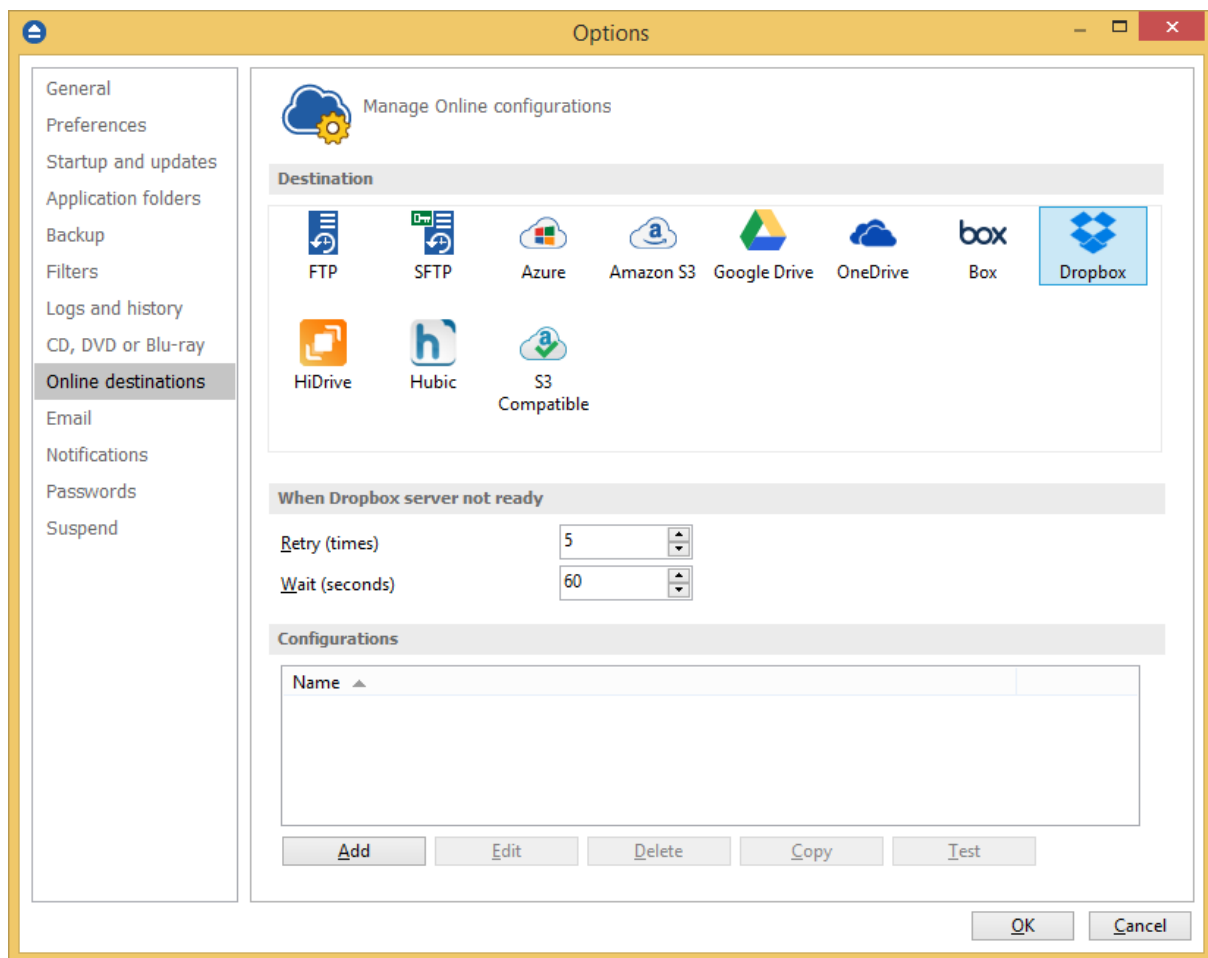 Options
General
Preferences
Startup and updates
Application folders
Backup
Filters
Logs and history
CD, DVD or Blu-ray
Online destinations
Email
Notifications
Passwords
Suspend
Manage Online configurations
Destination
FTP SFTP Azure Amazon S3 Google Drive OneDrive box Box Dropbox
HiDrive Hubic S3
Compatible
When Dropbox server not ready
Retry (times) 5
Wait (seconds) 60
Configurations
Name
Add Edit Delete Copy Test
OK Cancel